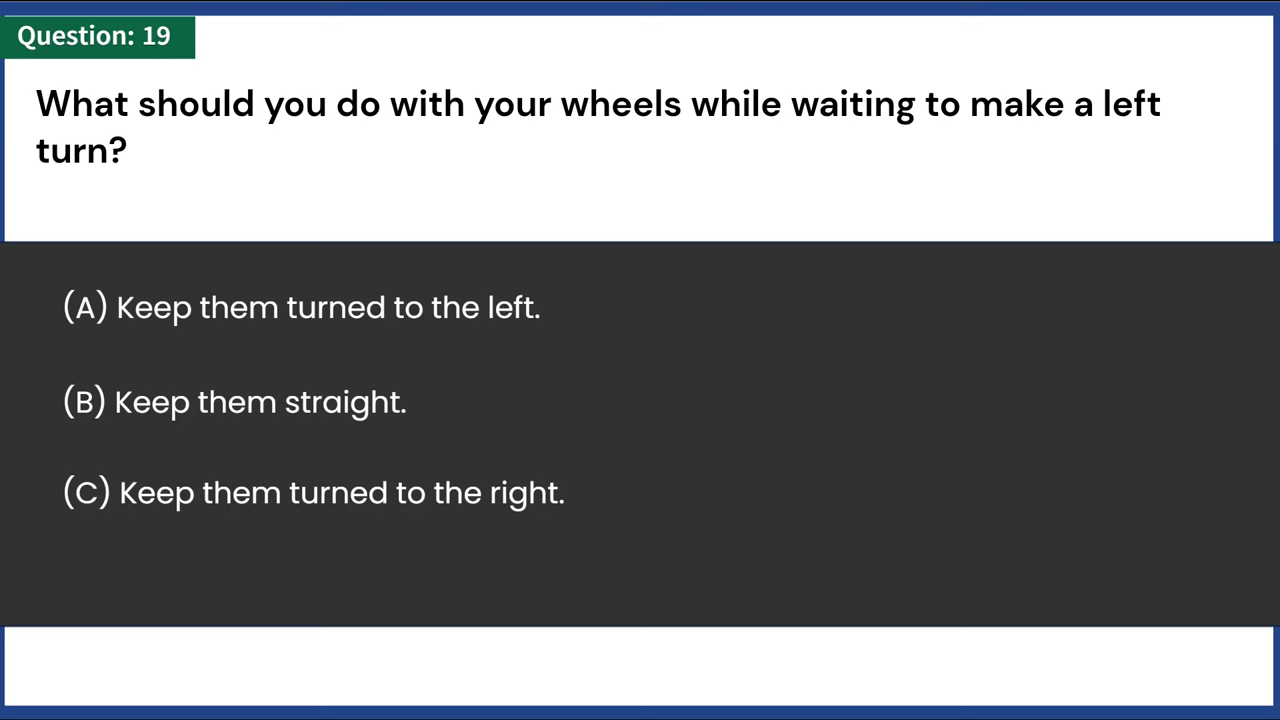 Question: 19
What should you do with your wheels while waiting to make a left
turn?
(A) Keep them turned to the left.
(B) Keep them straight.
(C) Keep them turned to the right.